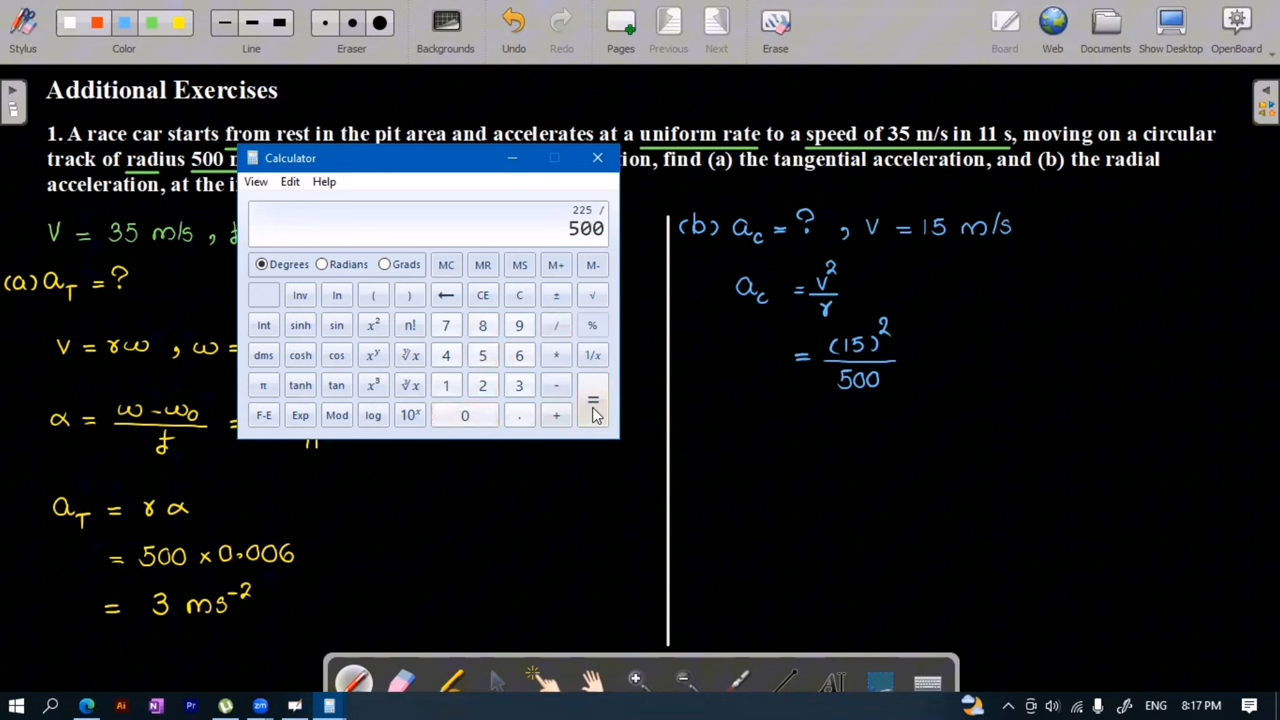 Stylus Color Line Eraser Backgrounds Undo Redo Pages Previous Next Erase Board Web Documents Show Desktop OpenBoard
Additional Exercises
1. A race car starts from rest in the pit area and accelerates at a uniform rate to a speed of 35 m/s in 11 s, moving on a circular
track of radius 500 tion, find (a) the tangential acceleration, and (b) the radial
acceleration, at the i
V = 35 m/s ,
(a) a_T = ?
V = rω , ω =
α = ω - ω₀ / t =
a_T = r α
= 500 × 0.006
= 3 ms⁻²
Calculator
View Edit Help
225 /
500
Degrees Radians Grads MC MR MS M+ M-
Inv ln ( ) ← CE C ± √
Int sinh sin x² n! 7 8 9 / %
dms cosh cos xʸ ʸ√x 4 5 6 * 1/x
π tanh tan x³ ³√x 1 2 3 - =
F-E Exp Mod log 10ˣ 0 . +
(b) a_c = ? , V = 15 m/s
a_c = v² / r
= (15)² / 500
ENG 8:17 PM